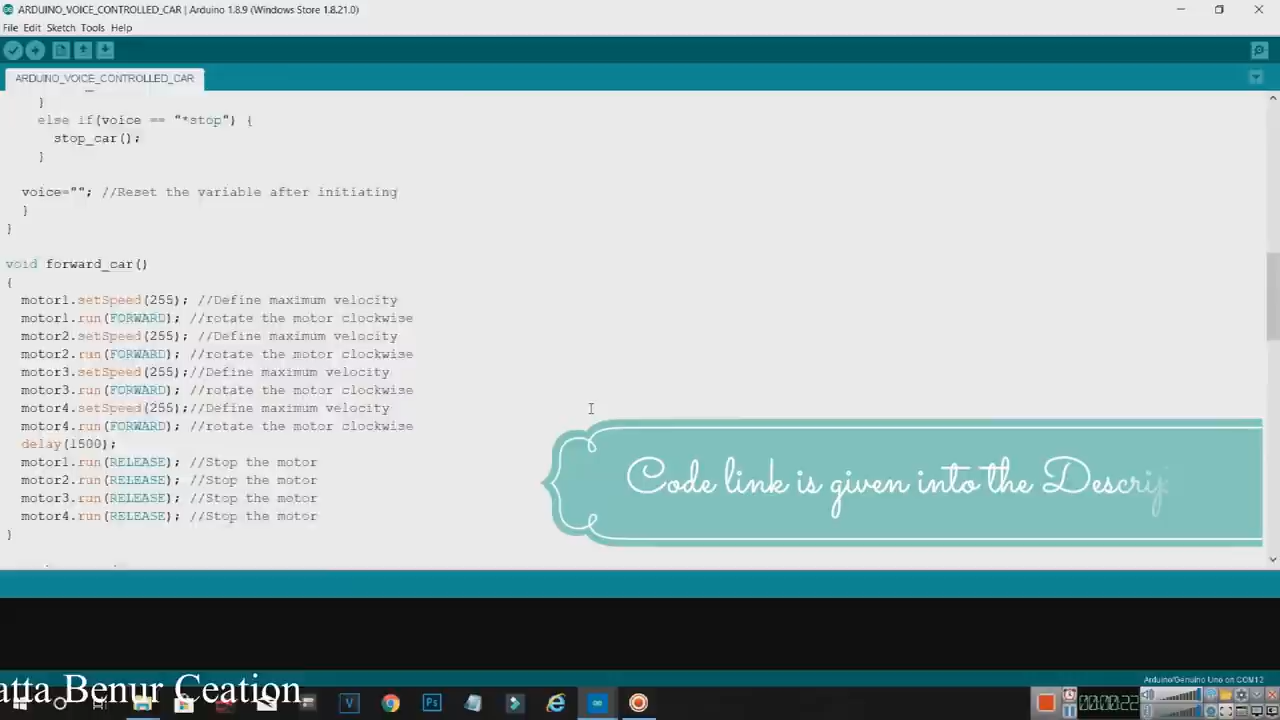 ARDUINO_VOICE_CONTROLLED_CAR | Arduino 1.8.9 (Windows Store 1.8.21.0)
File Edit Sketch Tools Help
ARDUINO_VOICE_CONTROLLED_CAR
}
else if(voice == "*stop") {
stop_car();
}
voice=""; //Reset the variable after initiating
}
}
void forward_car()
{
motor1.setSpeed(255); //Define maximum velocity
motor1.run(FORWARD); //rotate the motor clockwise
motor2.setSpeed(255); //Define maximum velocity
motor2.run(FORWARD); //rotate the motor clockwise
motor3.setSpeed(255);//Define maximum velocity
motor3.run(FORWARD); //rotate the motor clockwise
motor4.setSpeed(255);//Define maximum velocity
motor4.run(FORWARD); //rotate the motor clockwise
delay(1500);
motor1.run(RELEASE); //Stop the motor
motor2.run(RELEASE); //Stop the motor
motor3.run(RELEASE); //Stop the motor
motor4.run(RELEASE); //Stop the motor
}
Code link is given into the Descrip
Arduino/Genuino Uno on COM12
atta Benur Ceation
V
Ps
00:00:22